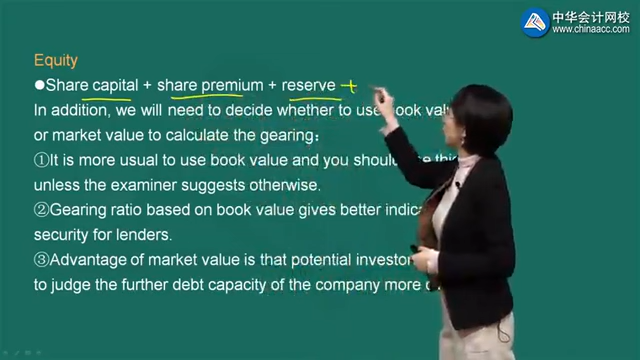 中华会计网校
www.chinaacc.com
Equity
●Share capital + share premium + reserve +
In addition, we will need to decide whether to use book
or market value to calculate the gearing：
①It is more usual to use book value and you should
unless the examiner suggests otherwise.
②Gearing ratio based on book value gives better
security for lenders.
③Advantage of market value is that potential
to judge the further debt capacity of the company more